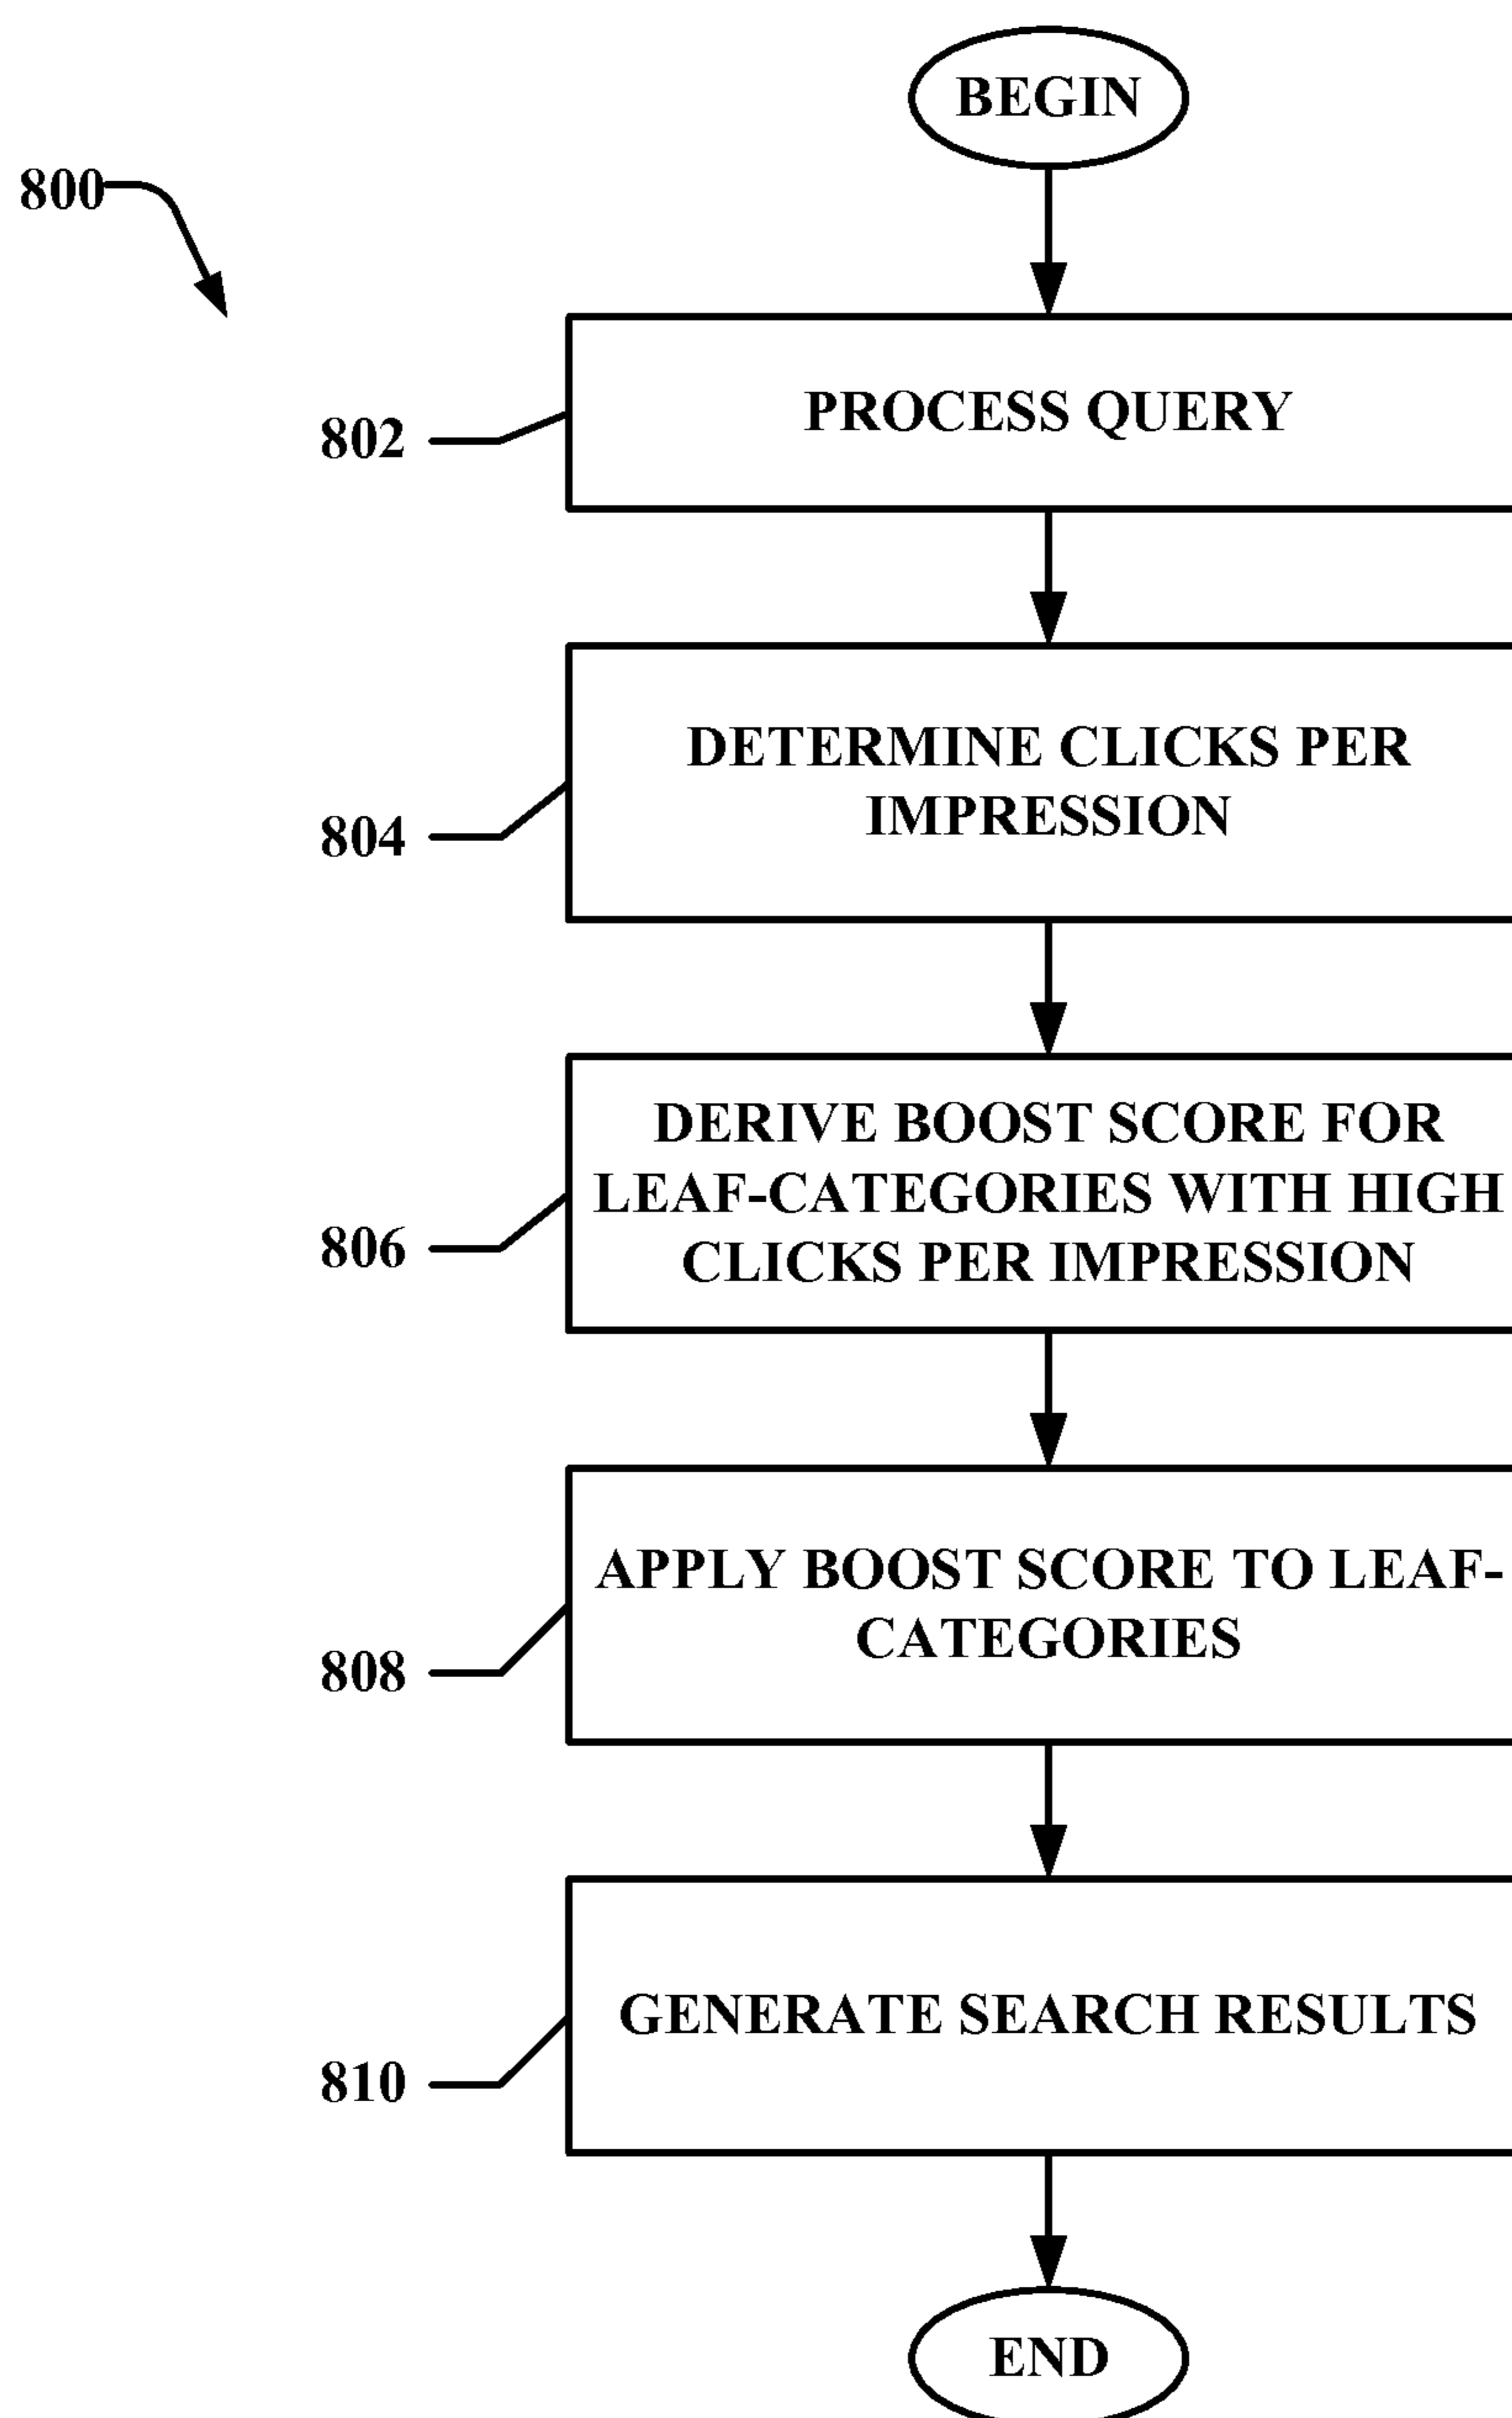 BEGIN
800
PROCESS QUERY
802
DETERMINE CLICKS PER
IMPRESSION
804
DERIVE BOOST SCORE FOR
LEAF-CATEGORIES WITH HIGH
CLICKS PER IMPRESSION
806
APPLY BOOST SCORE TO LEAF-
CATEGORIES
808
GENERATE SEARCH RESULTS
810
END